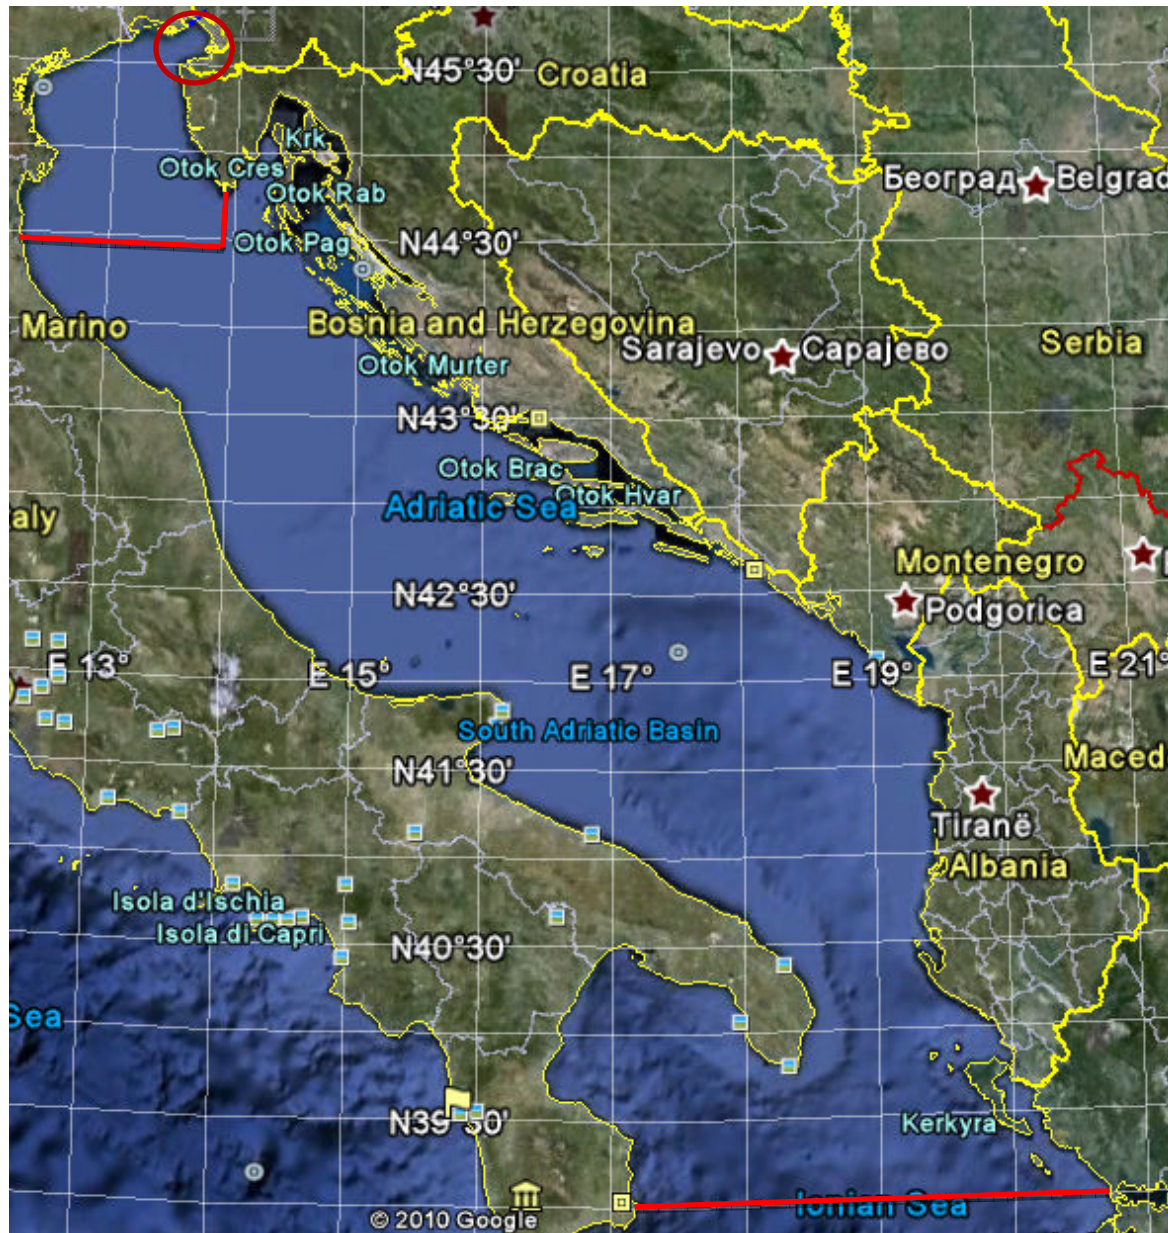 N45°30'
Croatia
Krk
Otok Cres
Otok Rab
Београд
Belgrad
Otok Pag
N44°30'
Marino
Bosnia and Herzegovina
Sarajevo
Сарајево
Serbia
Otok Murter
N43°30'
Otok Brac
Otok Hvar
Adriatic Sea
aly
Montenegro
N42°30'
Podgorica
E 13°
E 15°
E 17°
E 19°
E 21°
South Adriatic Basin
N41°30'
Maced
Tiranë
Albania
Isola d'Ischia
Isola di Capri
N40°30'
Sea
N39°30'
Kerkyra
Ionian Sea
© 2010 Google